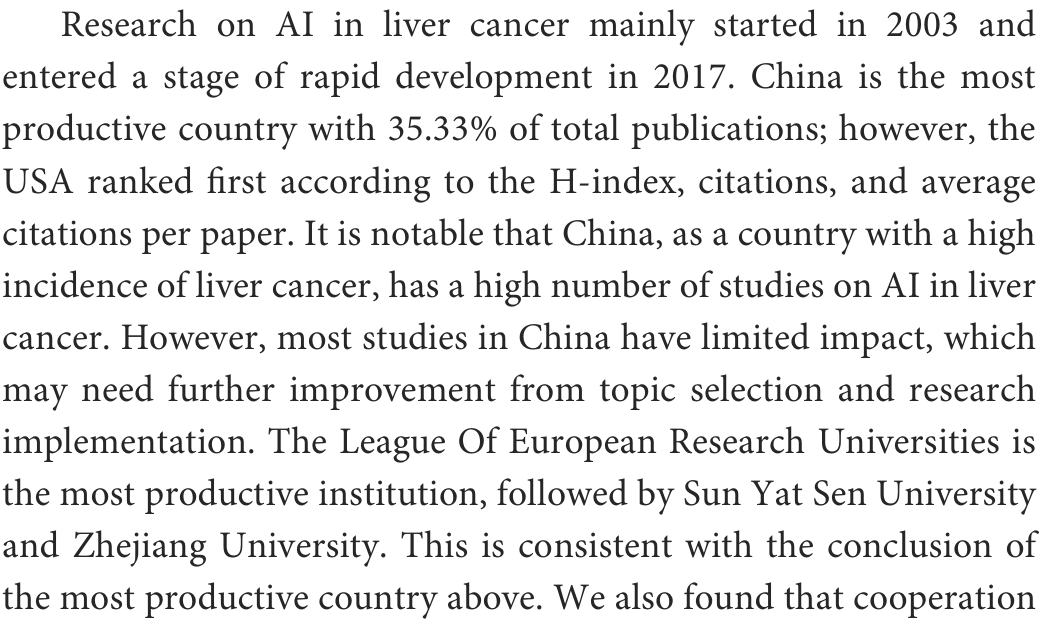 Research on AI in liver cancer mainly started in 2003 and
entered a stage of rapid development in 2017. China is the most
productive country with 35.33% of total publications; however, the
USA ranked first according to the H-index, citations, and average
citations per paper. It is notable that China, as a country with a high
incidence of liver cancer, has a high number of studies on AI in liver
cancer. However, most studies in China have limited impact, which
may need further improvement from topic selection and research
implementation. The League Of European Research Universities is
the most productive institution, followed by Sun Yat Sen University
and Zhejiang University. This is consistent with the conclusion of
the most productive country above. We also found that cooperation